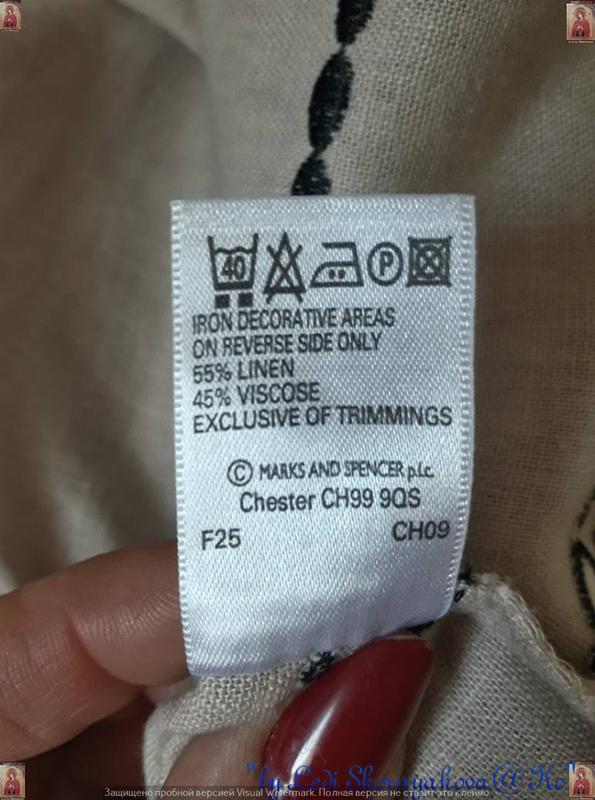 40
P
IRON DECORATIVE AREAS
ON REVERSE SIDE ONLY
55% LINEN
45% VISCOSE
EXCLUSIVE OF TRIMMINGS
© MARKS AND SPENCER p.l.c.
Chester CH99 9QS
F25 CH09
"by Ledi Skornyakova@Ko"
Защищено пробной версией Visual Watermark. Полная версия не ставит это клеймо.